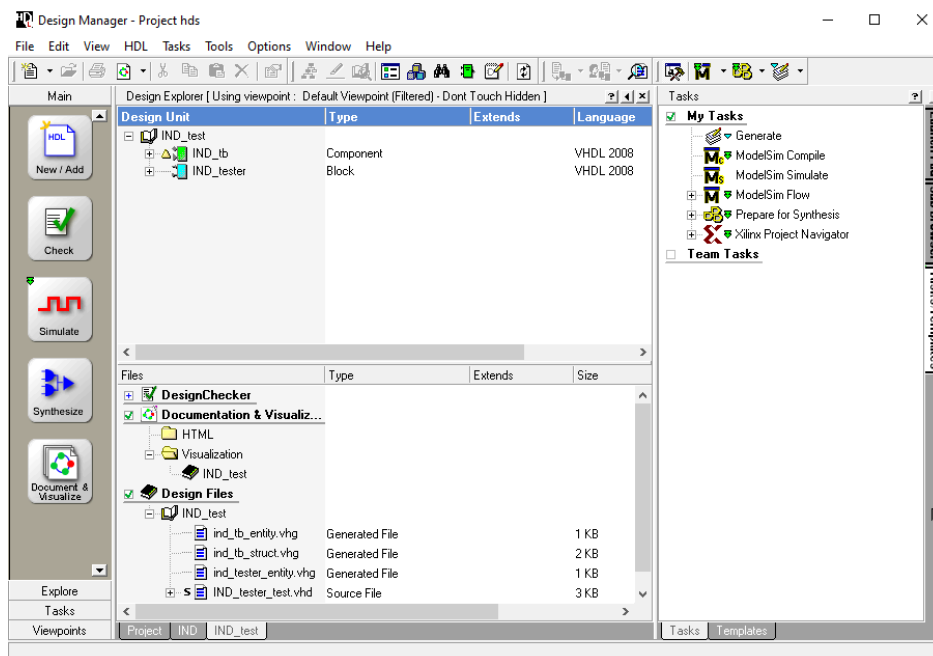 Design Manager - Project hds
File Edit View HDL Tasks Tools Options Window Help
Main
New / Add
Check
Simulate
Synthesize
Document &
Visualize
Explore
Tasks
Viewpoints
Design Explorer [ Using viewpoint : Default Viewpoint (Filtered) - Dont Touch Hidden ]
Design Unit Type Extends Language
IND_test
IND_tb Component VHDL 2008
IND_tester Block VHDL 2008
Files Type Extends Size
DesignChecker
Documentation & Visualiz...
HTML
Visualization
IND_test
Design Files
IND_test
ind_tb_entity.vhg Generated File 1 KB
ind_tb_struct.vhg Generated File 2 KB
ind_tester_entity.vhg Generated File 1 KB
S IND_tester_test.vhd Source File 3 KB
Project IND IND_test
Tasks
My Tasks
Generate
ModelSim Compile
ModelSim Simulate
ModelSim Flow
Prepare for Synthesis
Xilinx Project Navigator
Team Tasks
Tasks Templates